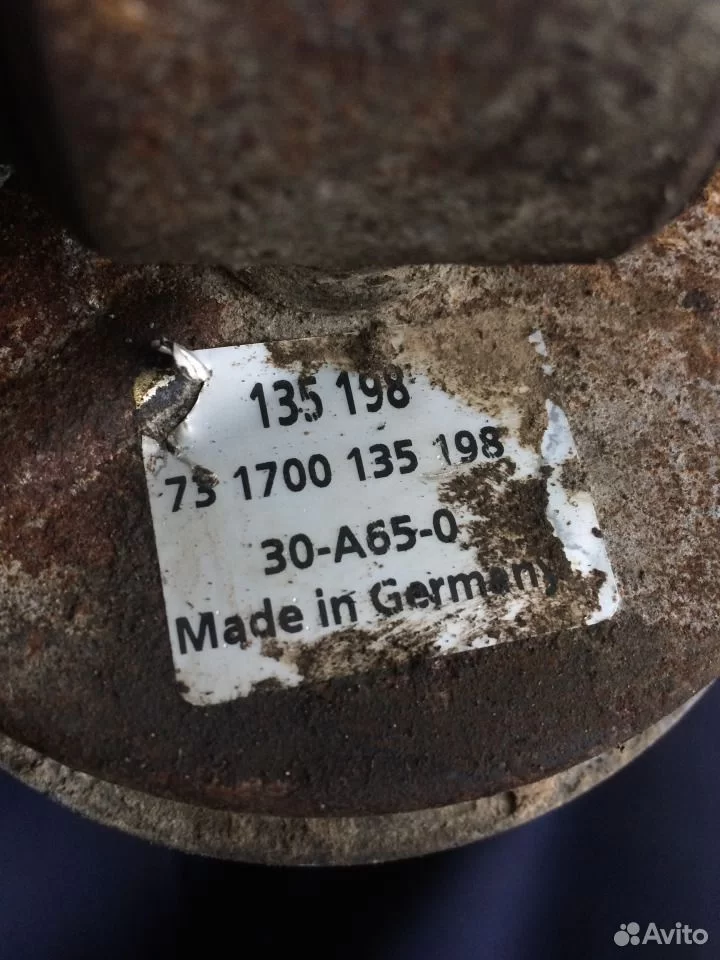 135 198
73 1700 135 198
30-A65-0
Made in Germany
Avito